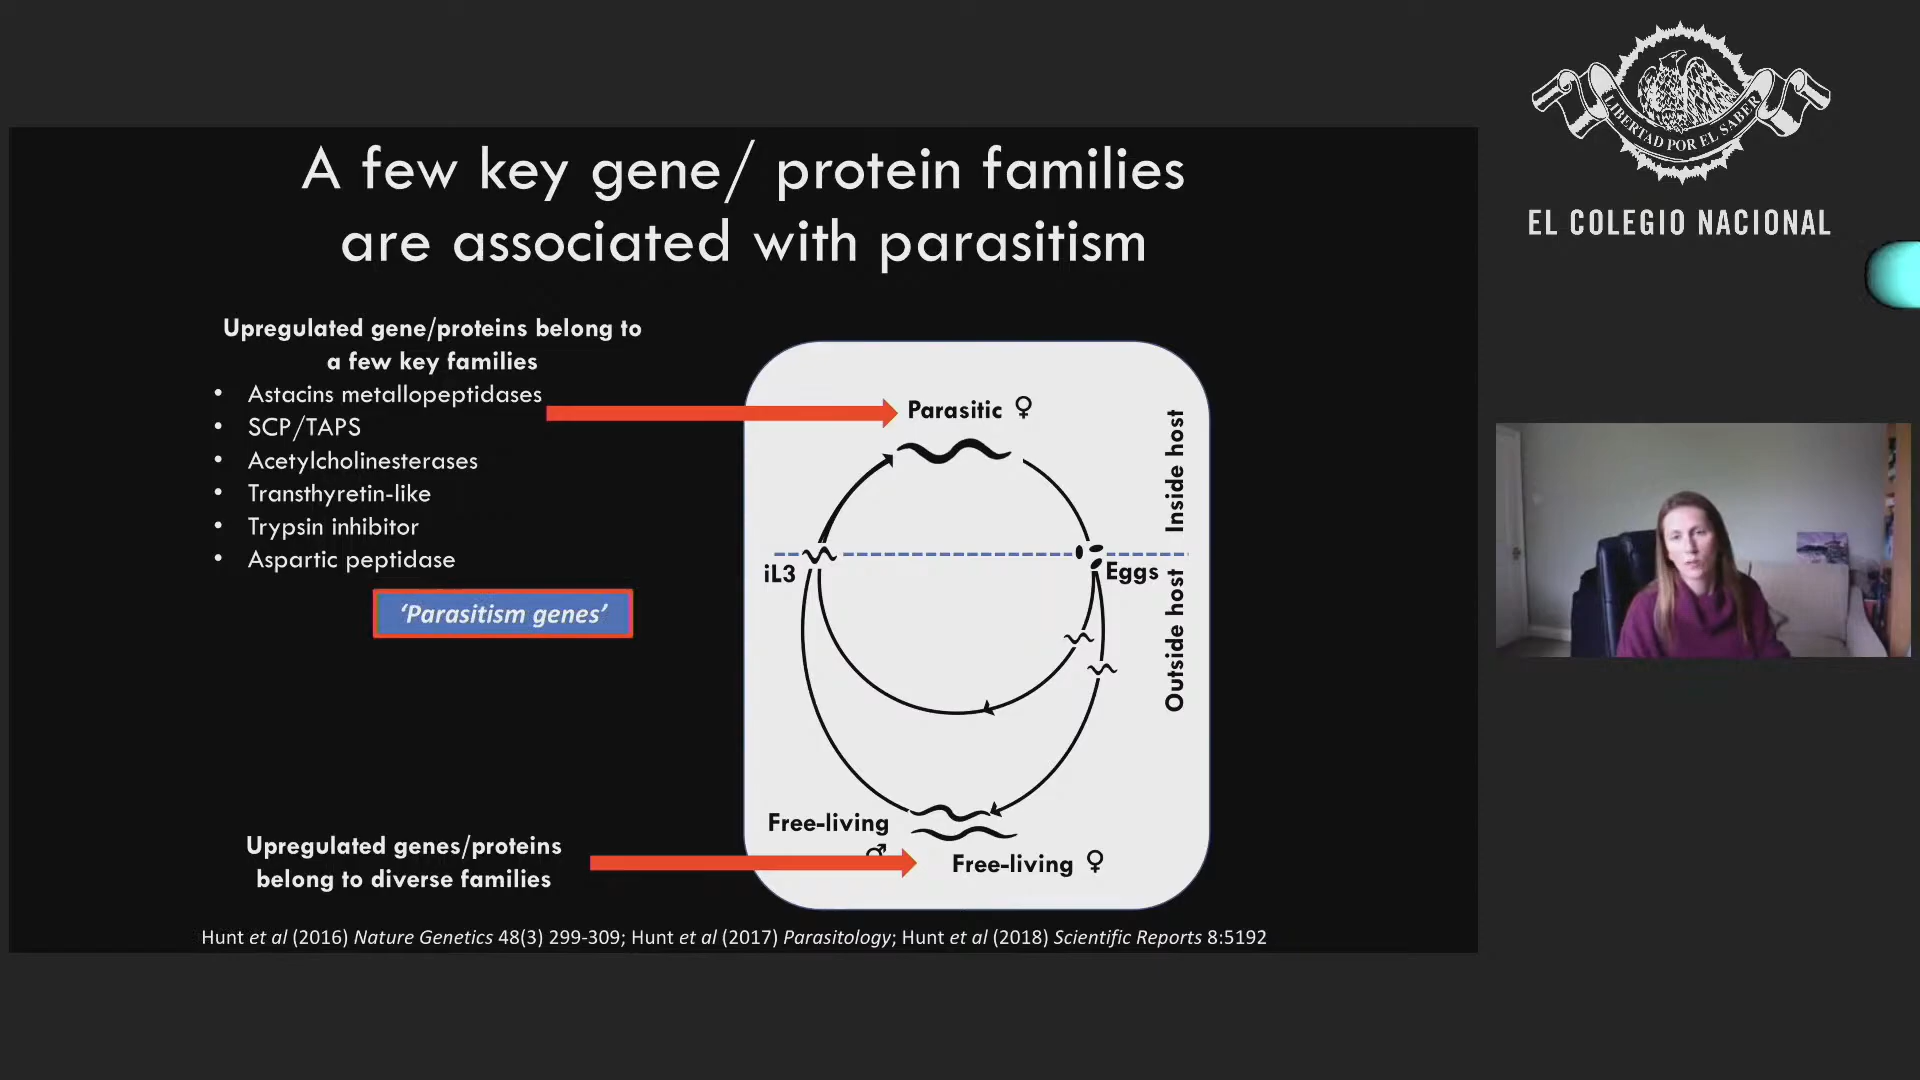 A few key gene/ protein families
are associated with parasitism
Upregulated gene/proteins belong to
a few key families
• Astacins metallopeptidases
• SCP/TAPS
• Acetylcholinesterases
• Transthyretin-like
• Trypsin inhibitor
• Aspartic peptidase
‘Parasitism genes’
Upregulated genes/proteins
belong to diverse families
Parasitic ♀
Inside host
iL3
Eggs
Outside host
Free-living
♂
Free-living ♀
Hunt et al (2016) Nature Genetics 48(3) 299-309; Hunt et al (2017) Parasitology; Hunt et al (2018) Scientific Reports 8:5192
LIBERTAD POR EL SABER
EL COLEGIO NACIONAL